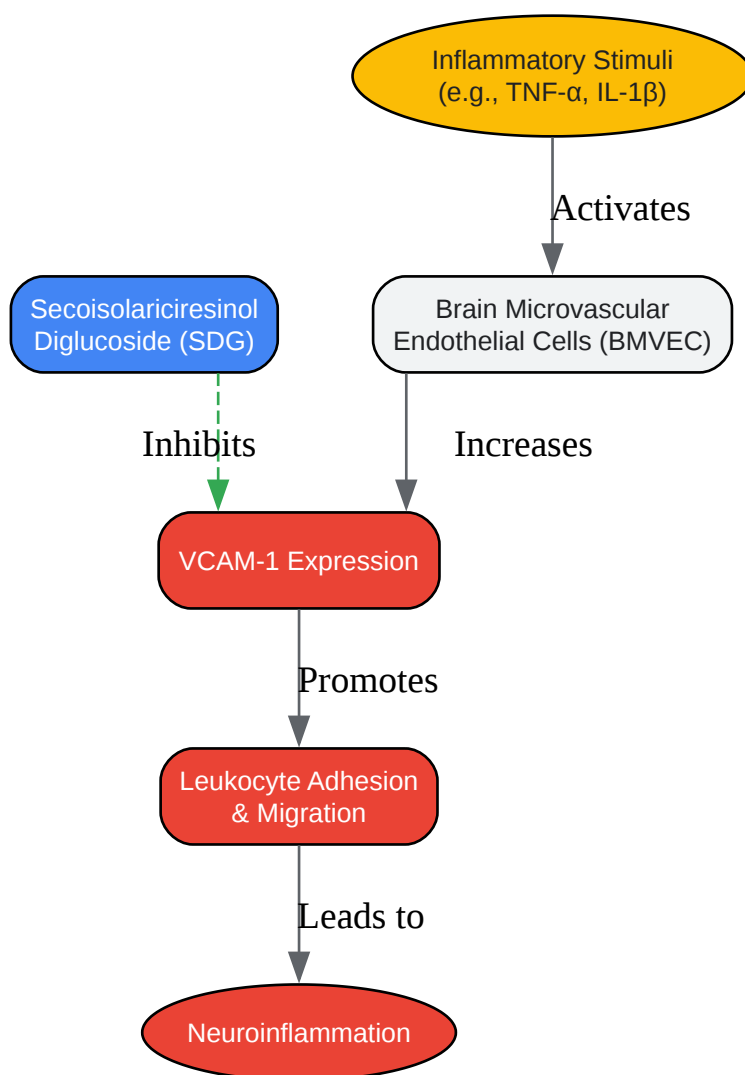 Inflammatory Stimuli
(e.g., TNF-α, IL-1β)
Activates
Secoisolariciresinol
Diglucoside (SDG)
Brain Microvascular
Endothelial Cells (BMVEC)
Inhibits
Increases
VCAM-1 Expression
Promotes
Leukocyte Adhesion
& Migration
Leads to
Neuroinflammation